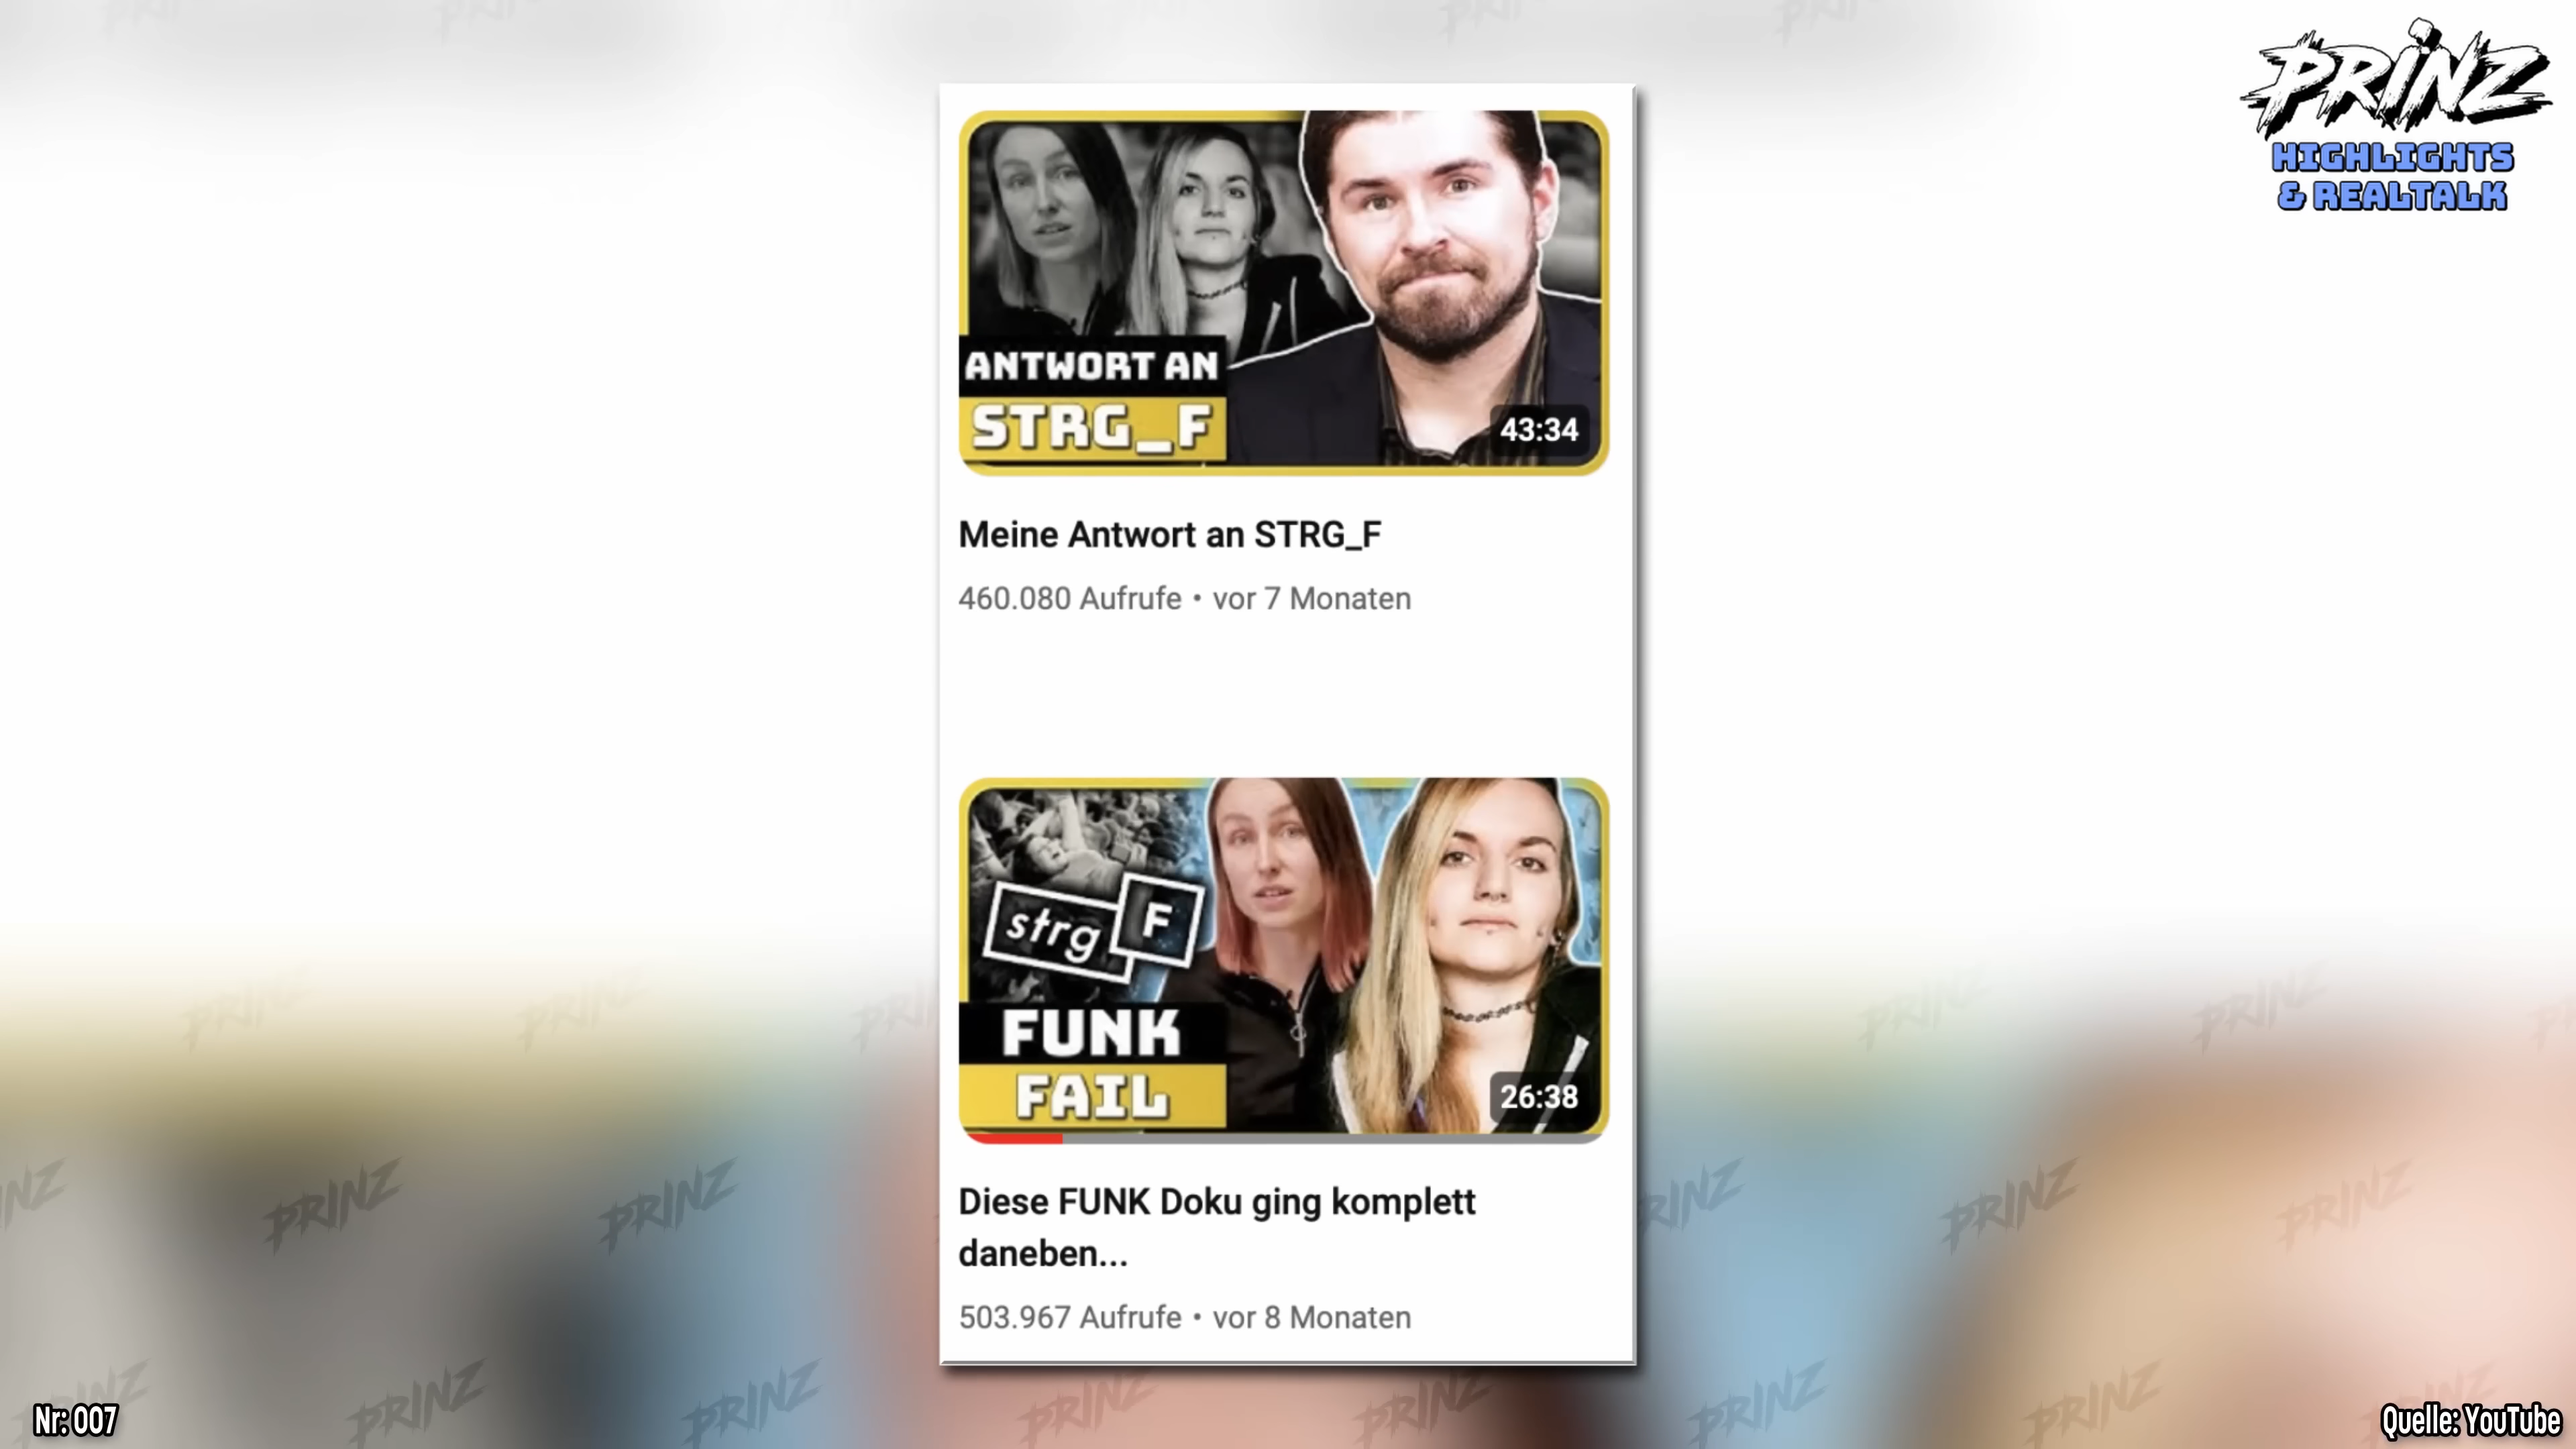 PRINZ
HIGHLIGHTS
& REALTALK
ANTWORT AN
STRG_F
43:34
Meine Antwort an STRG_F
460.080 Aufrufe • vor 7 Monaten
strg F
FUNK
FAIL
26:38
Diese FUNK Doku ging komplett
daneben...
503.967 Aufrufe • vor 8 Monaten
Nr: 007
Quelle: YouTube